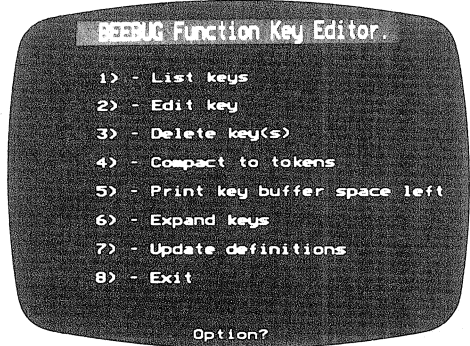 BEEBUG Function Key Editor.
1) - List keys
2) - Edit key
3) - Delete key(s)
4) - Compact to tokens
5) - Print key buffer space left
6) - Expand keys
7) - Update definitions
8) - Exit
Option?